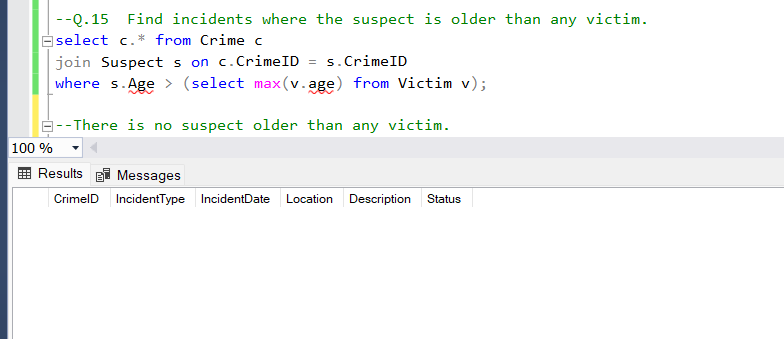 --Q.15  Find incidents where the suspect is older than any victim.
select c.* from Crime c
join Suspect s on c.CrimeID = s.CrimeID
where s.Age > (select max(v.age) from Victim v);
--There is no suspect older than any victim.
100 %
Results Messages
CrimeID IncidentType IncidentDate Location Description Status